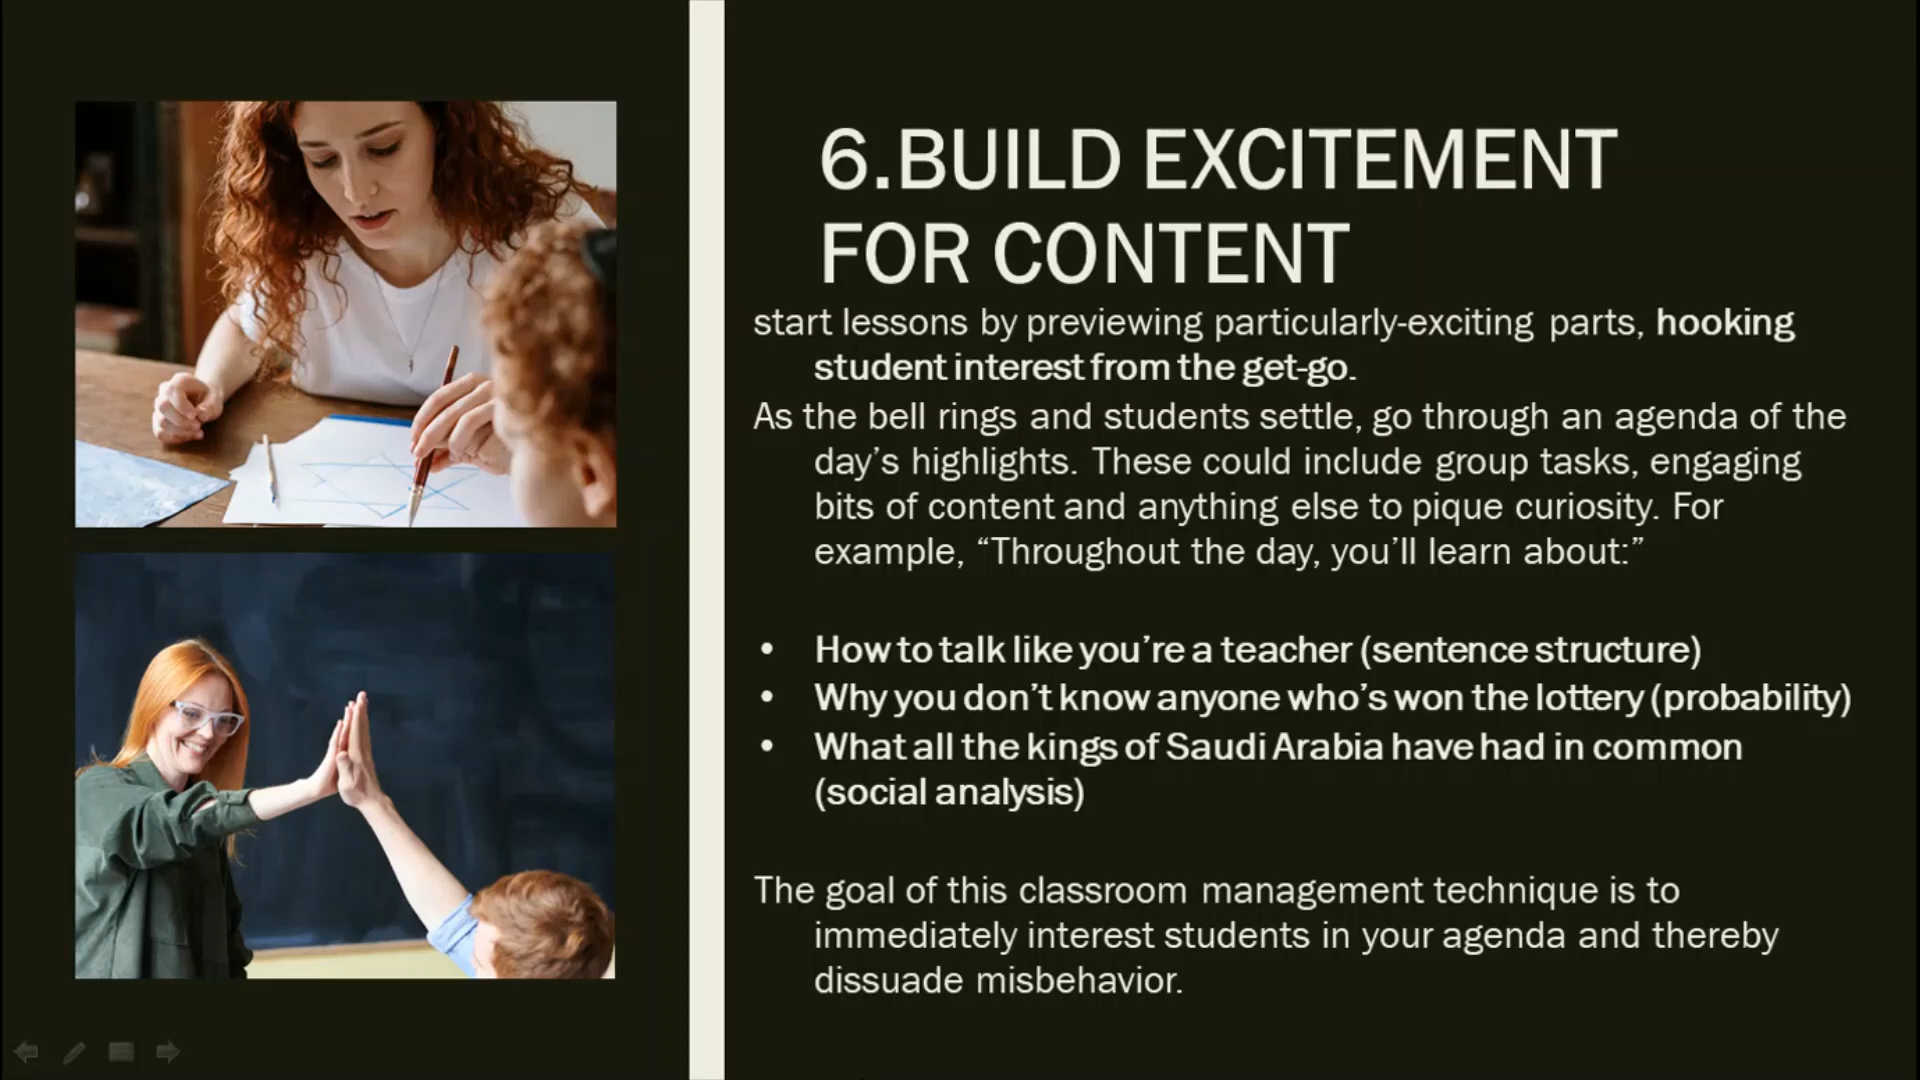 6.BUILD EXCITEMENT
FOR CONTENT
start lessons by previewing particularly-exciting parts, hooking
student interest from the get-go.
As the bell rings and students settle, go through an agenda of the
day’s highlights. These could include group tasks, engaging
bits of content and anything else to pique curiosity. For
example, “Throughout the day, you’ll learn about:”
• How to talk like you’re a teacher (sentence structure)
• Why you don’t know anyone who’s won the lottery (probability)
• What all the kings of Saudi Arabia have had in common
(social analysis)
The goal of this classroom management technique is to
immediately interest students in your agenda and thereby
dissuade misbehavior.